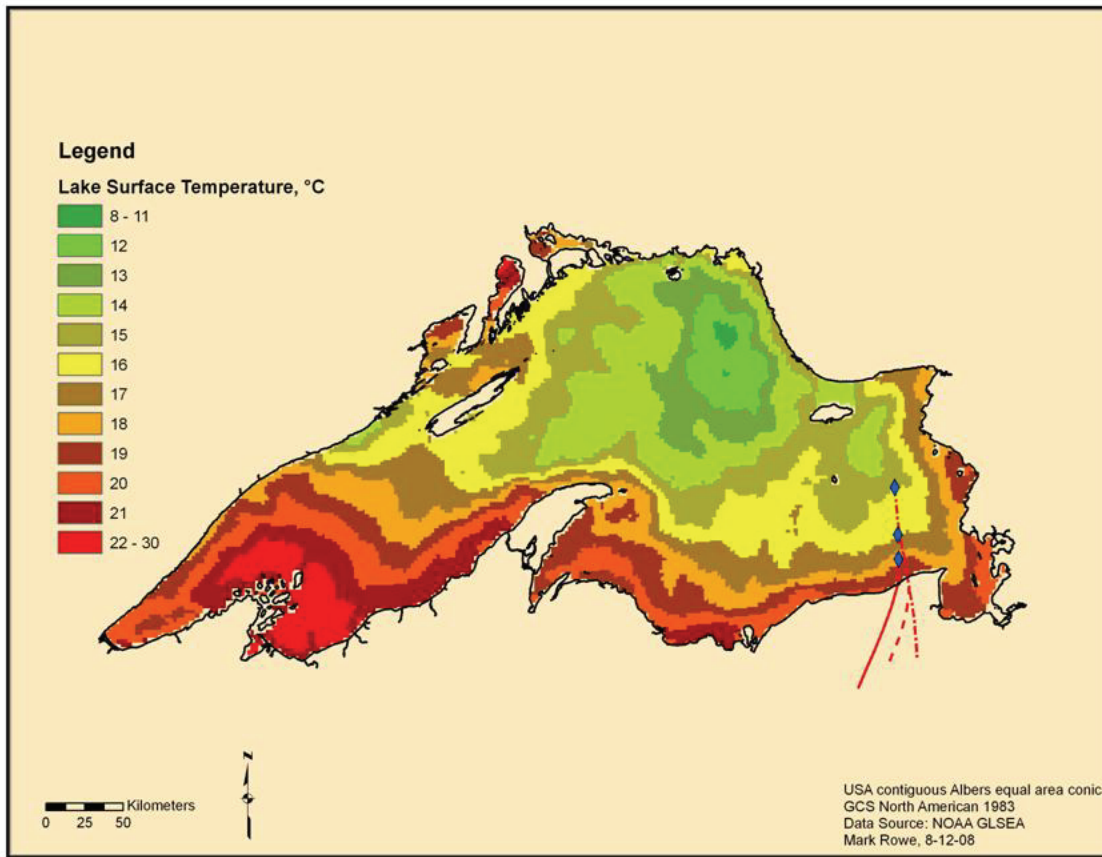 Legend
Lake Surface Temperature, °C
8 - 11
12
13
14
15
16
17
18
19
20
21
22 - 30
N
Kilometers
0 25 50
USA contiguous Albers equal area conic
GCS North American 1983
Data Source: NOAA GLSEA
Mark Rowe, 8-12-08